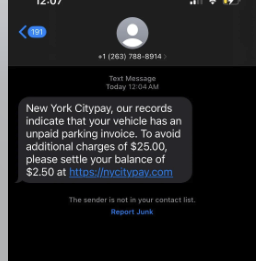 12:07
191
+1 (263) 788-8914
Text Message
Today 12:04 AM
New York Citypay, our records
indicate that your vehicle has an
unpaid parking invoice. To avoid
additional charges of $25.00,
please settle your balance of
$2.50 at https://nycitypay.com
The sender is not in your contact list.
Report Junk